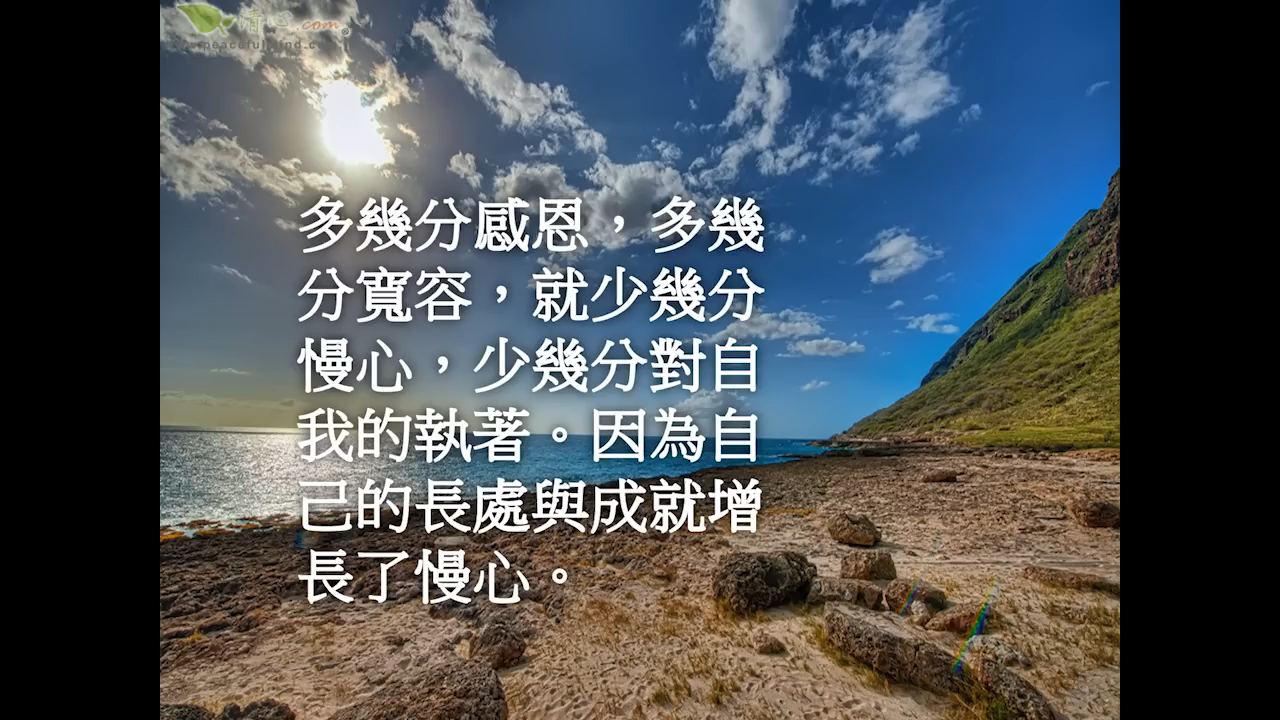 多幾分感恩，多幾
分寬容，就少幾分
慢心，少幾分對自
我的執著。因為自
己的長處與成就增
長了慢心。